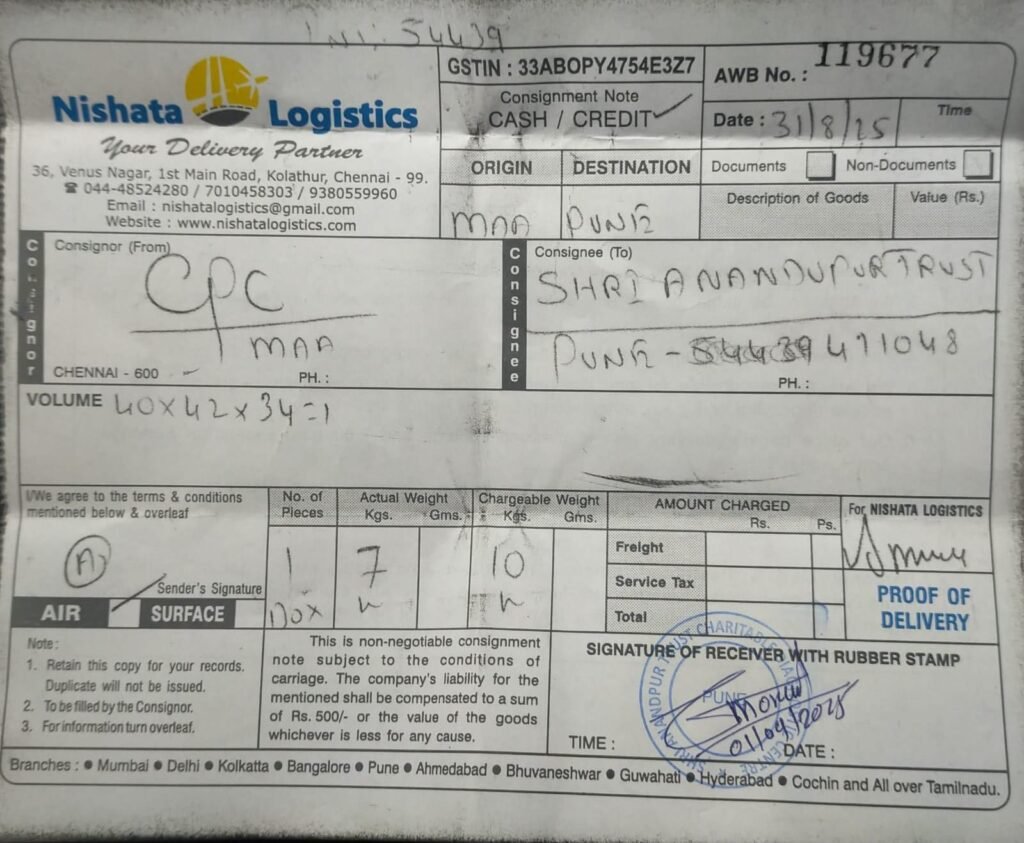 Inv: 54439
Nishata Logistics
Your Delivery Partner
36, Venus Nagar, 1st Main Road, Kolathur, Chennai - 99.
☎ 044-48524280 / 7010458303 / 9380559960
Email : nishatalogistics@gmail.com
Website : www.nishatalogistics.com
GSTIN : 33ABOPY4754E3Z7
Consignment Note
CASH / CREDIT ✓
AWB No. : 119677
Date : 31/8/25
Time
ORIGIN
DESTINATION
MAA
PUNE
Documents
Non-Documents
Description of Goods
Value (Rs.)
Consignor
Consignor (From)
CPC
MAA
CHENNAI - 600
PH. :
Consignee
Consignee (To)
SHRI ANANDUPUR TRUST
PUNE - 411048
PH. :
VOLUME 40x42x34=1
I/We agree to the terms & conditions
mentioned below & overleaf
A
Sender's Signature
AIR
SURFACE
No. of
Pieces
1
Box
Actual Weight
Kgs. Gms.
7
Chargeable Weight
Kgs. Gms.
10
AMOUNT CHARGED
Rs. Ps.
Freight
Service Tax
Total
For NISHATA LOGISTICS
PROOF OF
DELIVERY
Note :
1. Retain this copy for your records.
Duplicate will not be issued.
2. To be filled by the Consignor.
3. For information turn overleaf.
This is non-negotiable consignment
note subject to the conditions of
carriage. The company's liability for the
mentioned shall be compensated to a sum
of Rs. 500/- or the value of the goods
whichever is less for any cause.
SIGNATURE OF RECEIVER WITH RUBBER STAMP
SHRI ANANDPUR TRUST CHARITABLE
CENTRE
PUNE
01/09/2025
TIME :
DATE :
Branches : ● Mumbai ● Delhi ● Kolkatta ● Bangalore ● Pune ● Ahmedabad ● Bhuvaneshwar ● Guwahati ● Hyderabad ● Cochin and All over Tamilnadu.